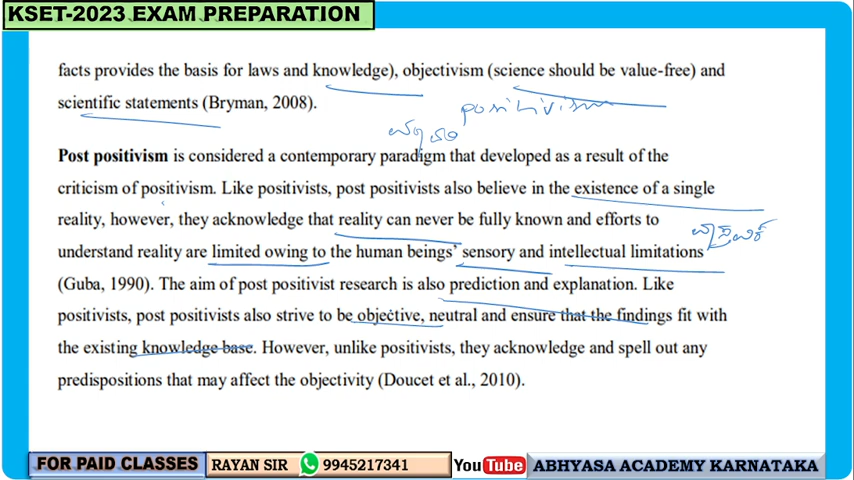 KSET-2023 EXAM PREPARATION
facts provides the basis for laws and knowledge), objectivism (science should be value-free) and
scientific statements (Bryman, 2008).
positivism
Post positivism is considered a contemporary paradigm that developed as a result of the
criticism of positivism. Like positivists, post positivists also believe in the existence of a single
reality, however, they acknowledge that reality can never be fully known and efforts to
understand reality are limited owing to the human beings’ sensory and intellectual limitations
(Guba, 1990). The aim of post positivist research is also prediction and explanation. Like
positivists, post positivists also strive to be objective, neutral and ensure that the findings fit with
the existing knowledge base. However, unlike positivists, they acknowledge and spell out any
predispositions that may affect the objectivity (Doucet et al., 2010).
FOR PAID CLASSES RAYAN SIR 9945217341 YouTube ABHYASA ACADEMY KARNATAKA